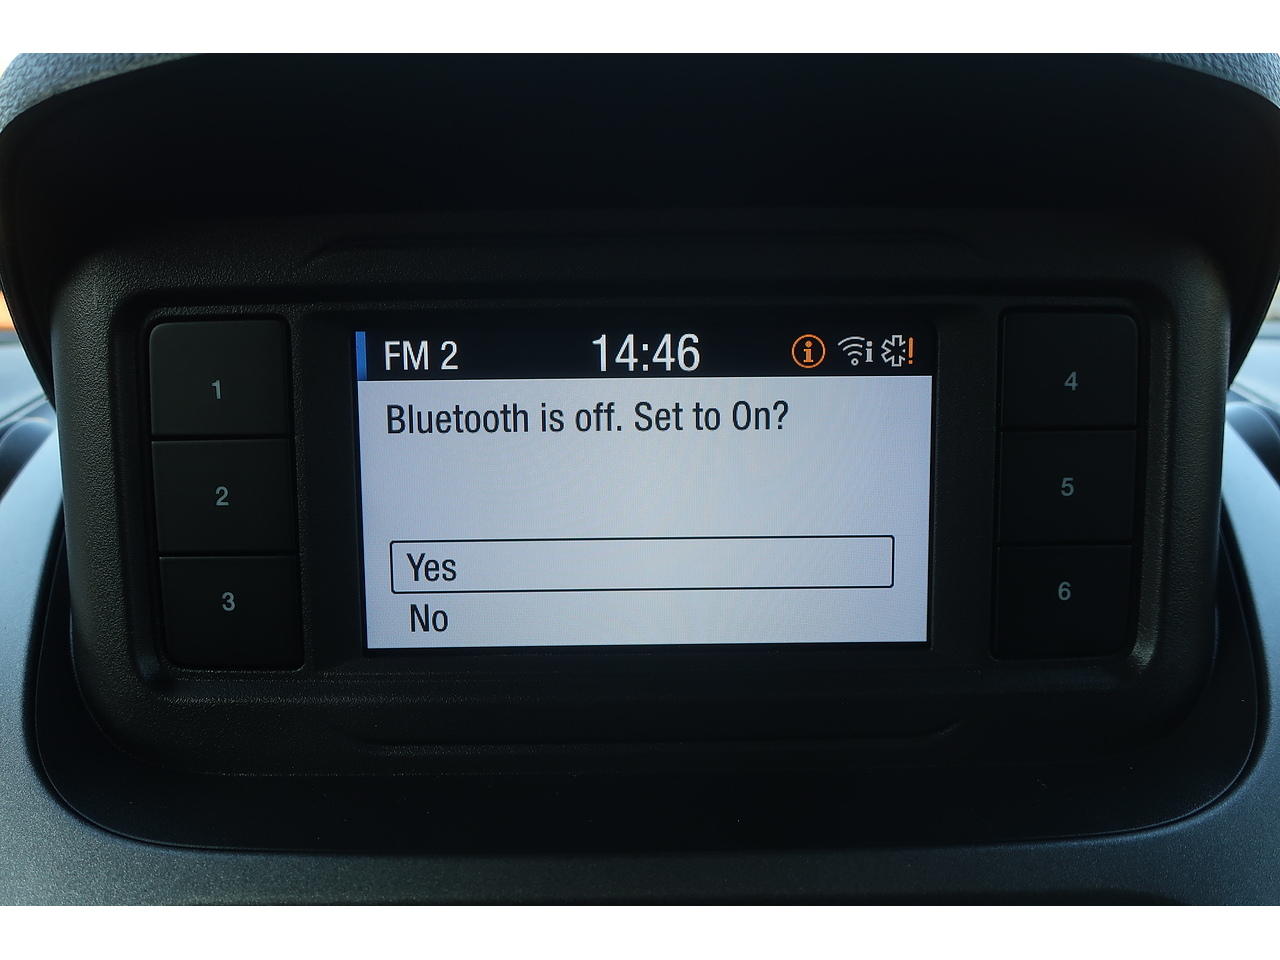 FM 2 14:46
Bluetooth is off. Set to On?
Yes
No
1
2
3
4
5
6